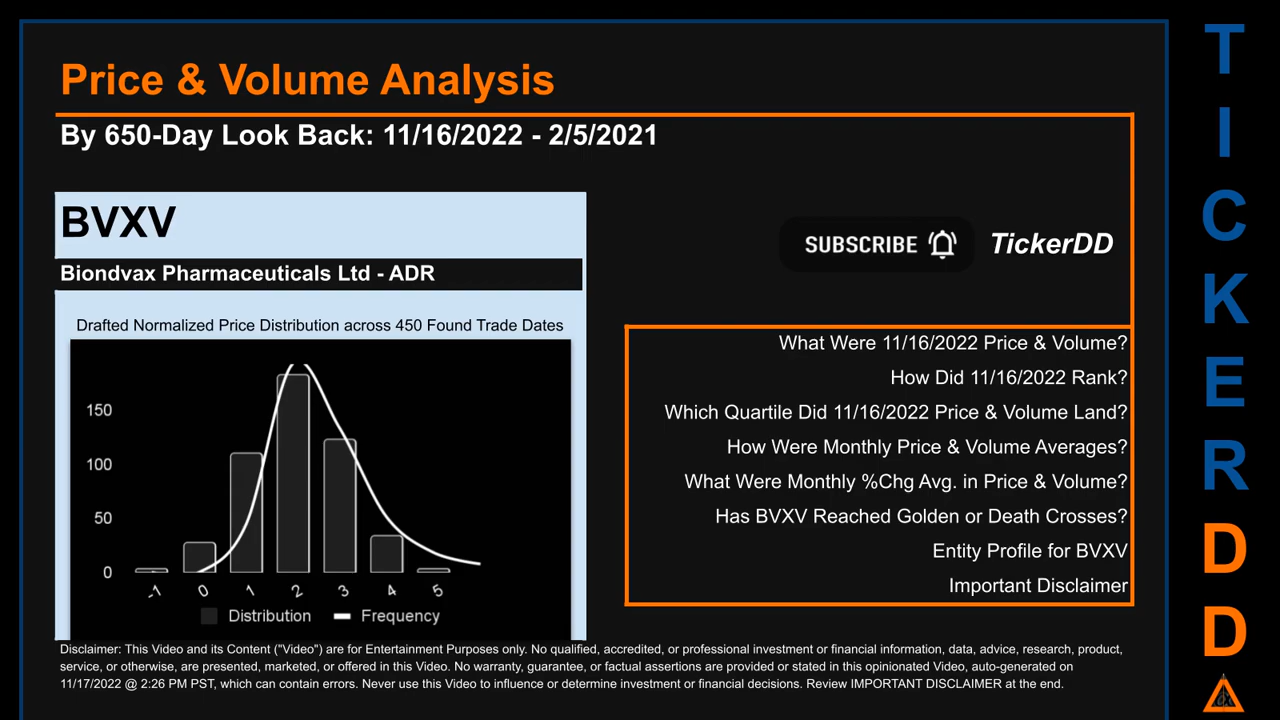 Price & Volume Analysis
By 650-Day Look Back: 11/16/2022 - 2/5/2021
BVXV
Biondvax Pharmaceuticals Ltd - ADR
Drafted Normalized Price Distribution across 450 Found Trade Dates
150
100
50
0
-1 0 1 2 3 4 5
Distribution Frequency
SUBSCRIBE TickerDD
What Were 11/16/2022 Price & Volume?
How Did 11/16/2022 Rank?
Which Quartile Did 11/16/2022 Price & Volume Land?
How Were Monthly Price & Volume Averages?
What Were Monthly %Chg Avg. in Price & Volume?
Has BVXV Reached Golden or Death Crosses?
Entity Profile for BVXV
Important Disclaimer
Disclaimer: This Video and its Content ("Video") are for Entertainment Purposes only. No qualified, accredited, or professional investment or financial information, data, advice, research, product,
service, or otherwise, are presented, marketed, or offered in this Video. No warranty, guarantee, or factual assertions are provided or stated in this opinionated Video, auto-generated on
11/17/2022 @ 2:26 PM PST, which can contain errors. Never use this Video to influence or determine investment or financial decisions. Review IMPORTANT DISCLAIMER at the end.
T
I
C
K
E
R
D
D